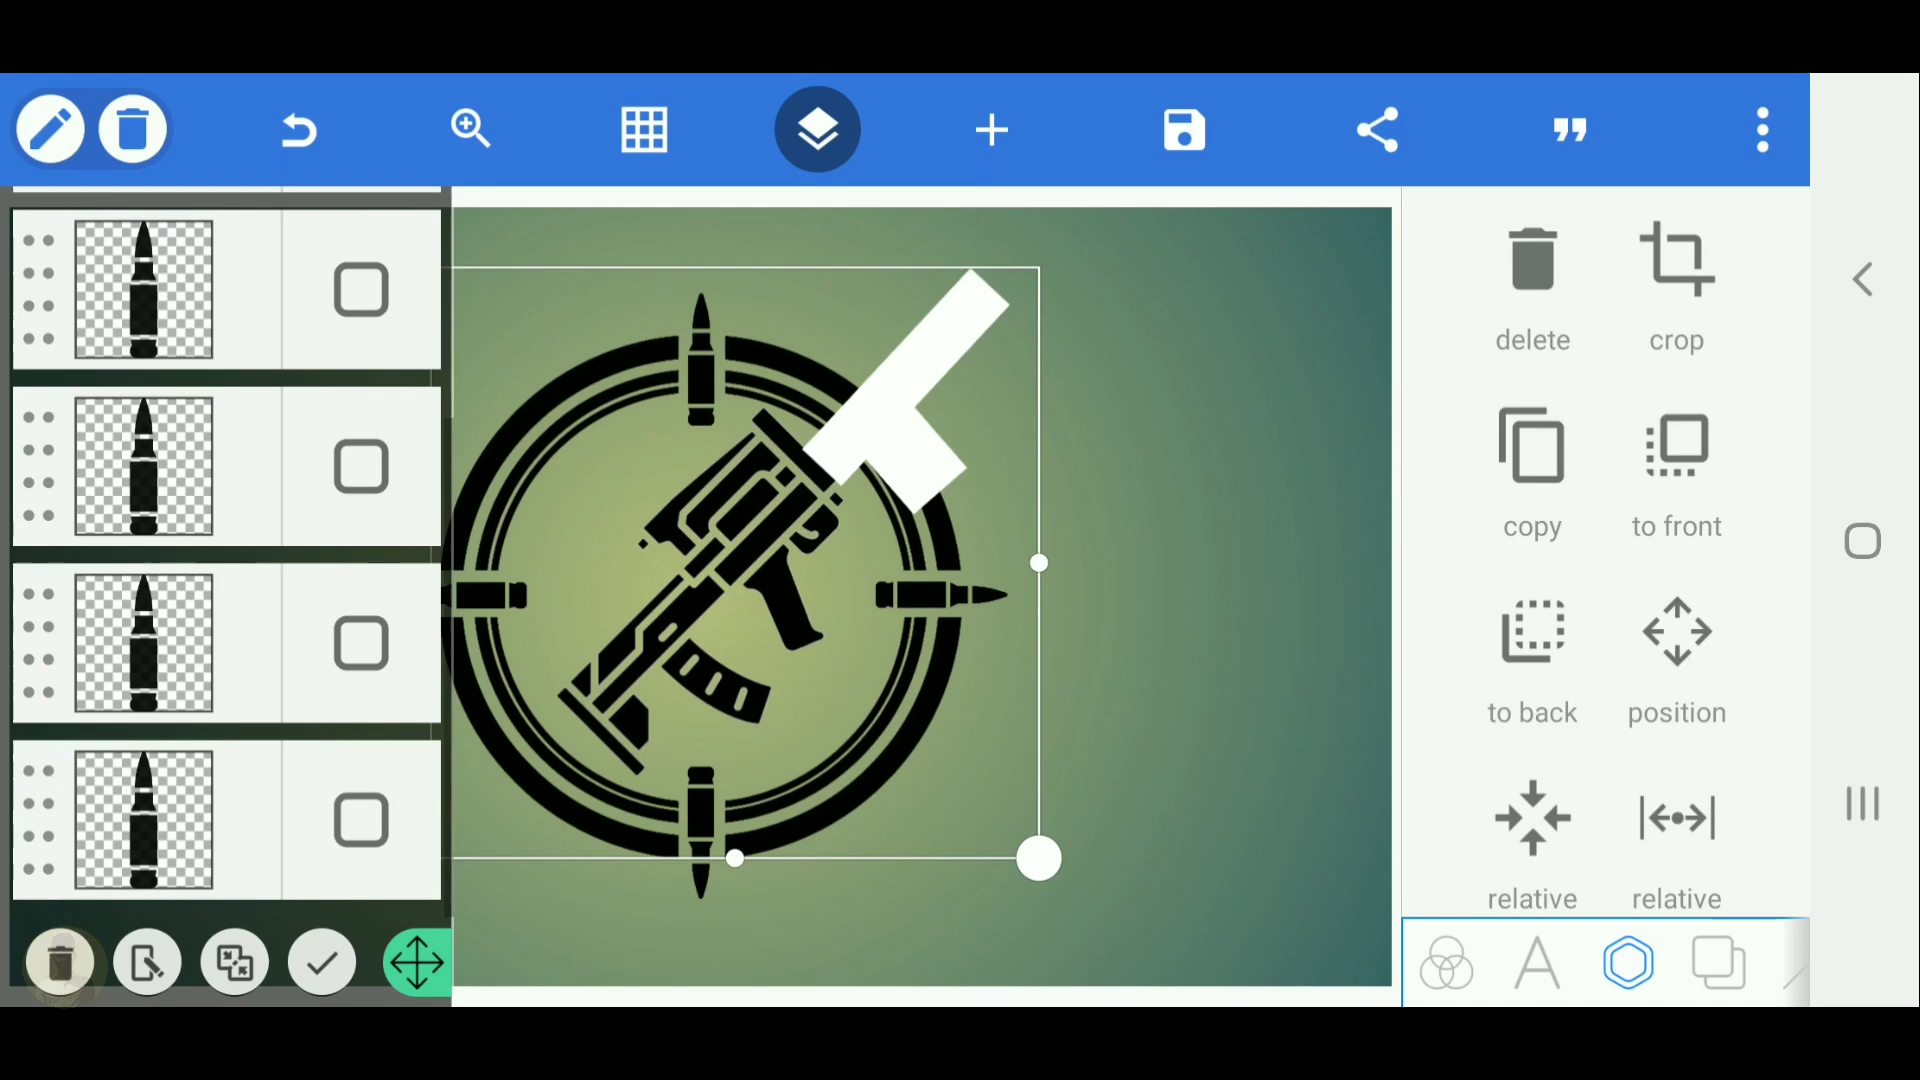 delete
crop
copy
to front
to back
position
relative
relative